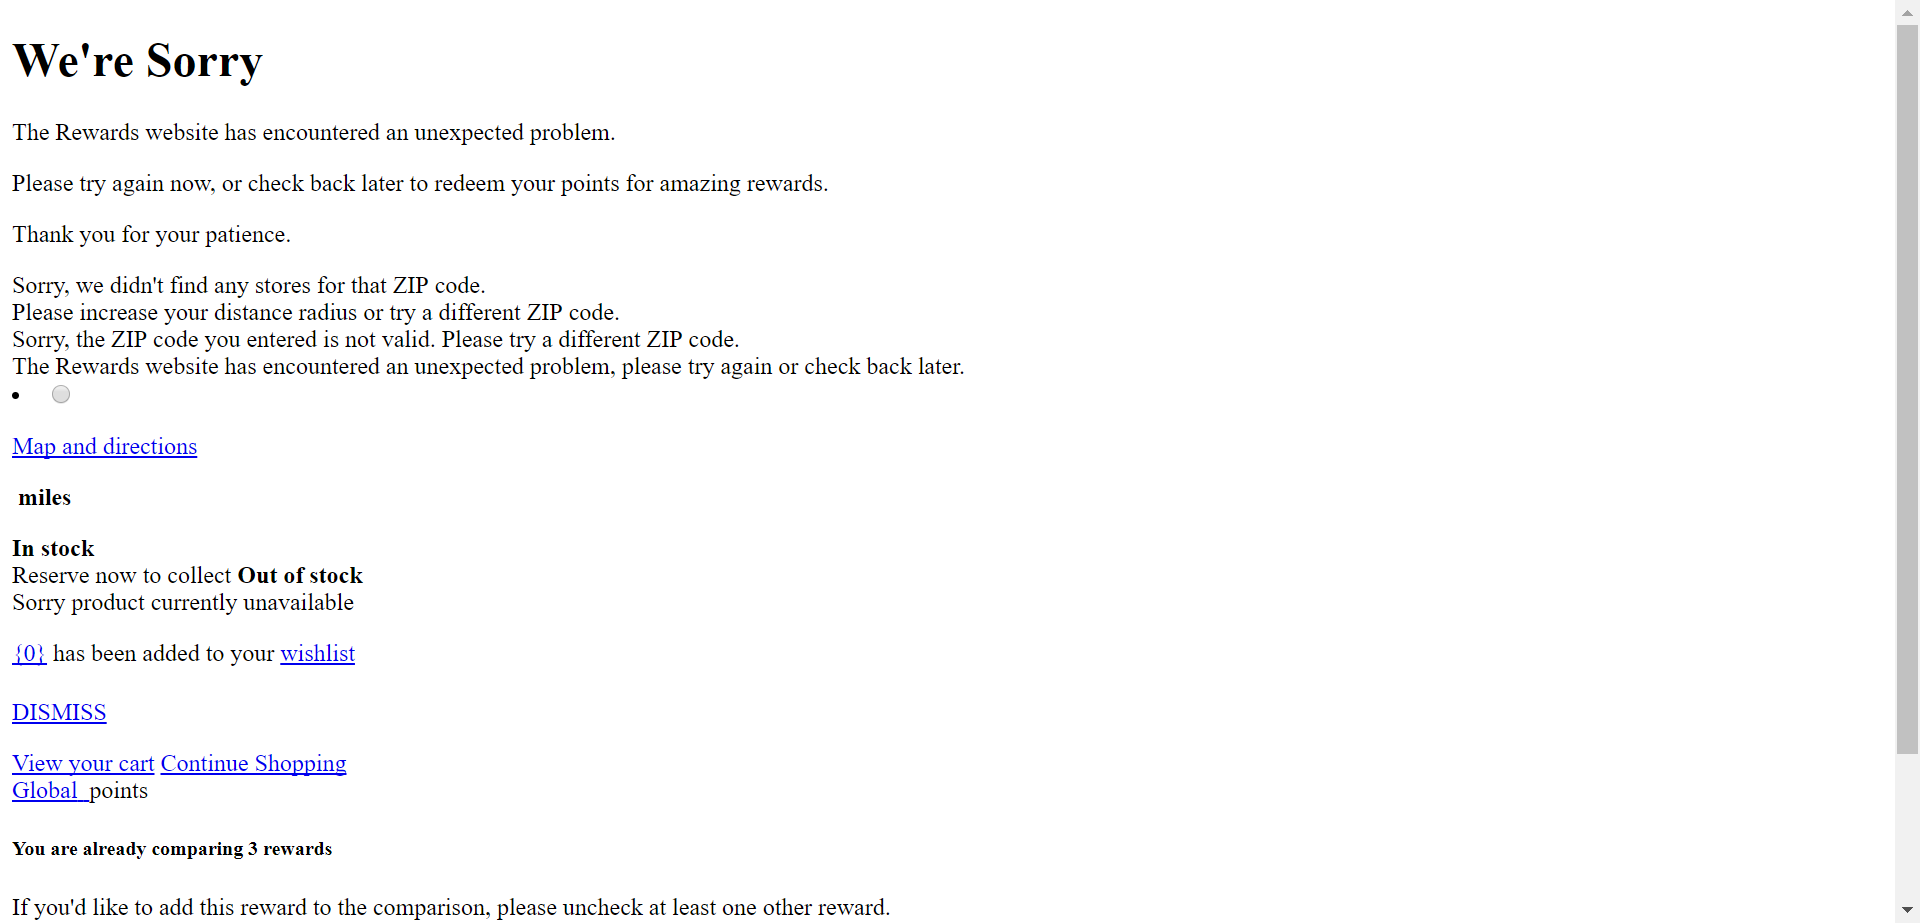 We're Sorry
The Rewards website has encountered an unexpected problem.
Please try again now, or check back later to redeem your points for amazing rewards.
Thank you for your patience.
Sorry, we didn't find any stores for that ZIP code.
Please increase your distance radius or try a different ZIP code.
Sorry, the ZIP code you entered is not valid. Please try a different ZIP code.
The Rewards website has encountered an unexpected problem, please try again or check back later.
Map and directions
miles
In stock
Reserve now to collect Out of stock
Sorry product currently unavailable
{0} has been added to your wishlist
DISMISS
View your cart Continue Shopping
Global points
You are already comparing 3 rewards
If you'd like to add this reward to the comparison, please uncheck at least one other reward.